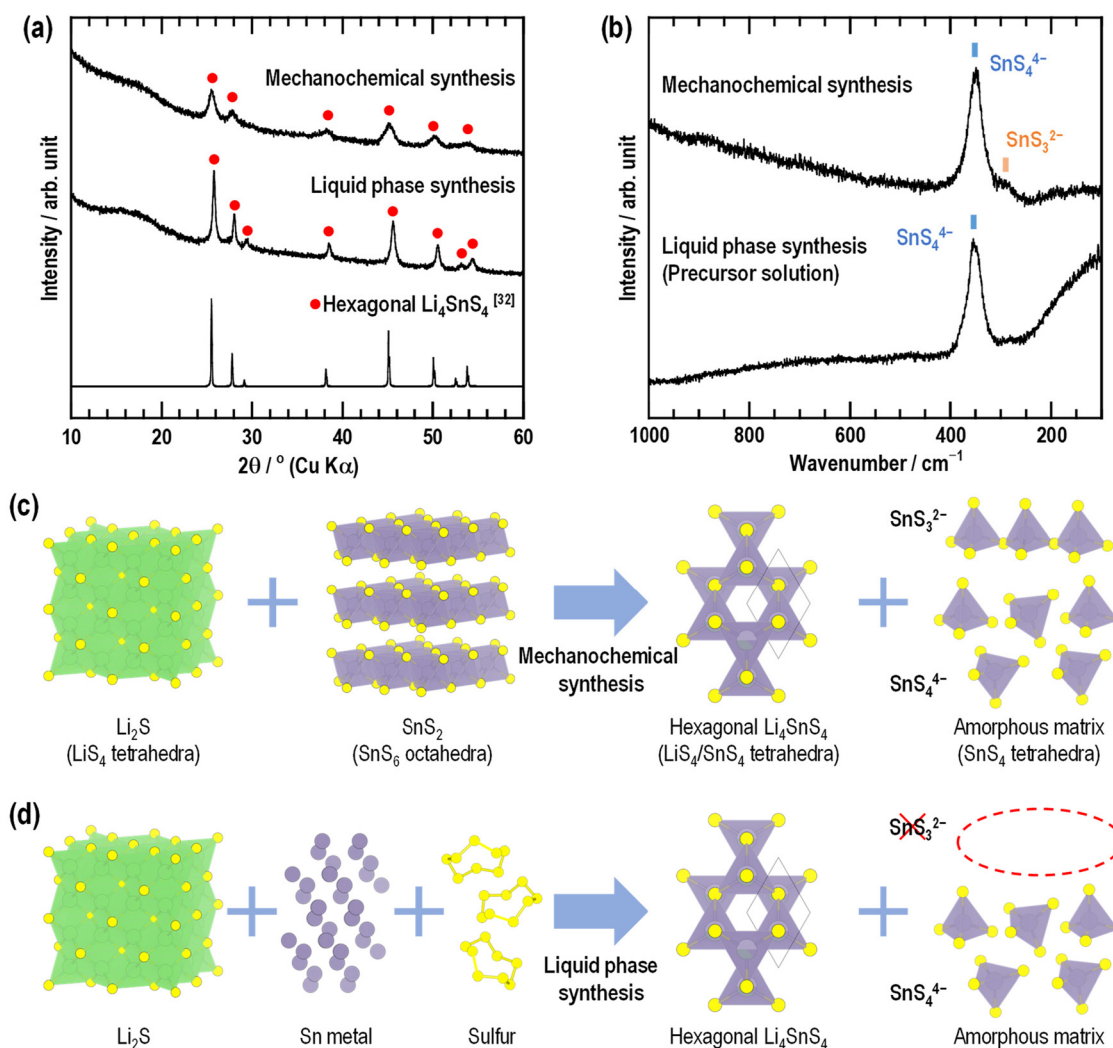 (a)
Intensity / arb. unit
Mechanochemical synthesis
Liquid phase synthesis
Hexagonal Li₄SnS₄ [32]
10 20 30 40 50 60
2θ / ° (Cu Kα)
(b)
Intensity / arb. unit
SnS₄⁴⁻
Mechanochemical synthesis
SnS₃²⁻
SnS₄⁴⁻
Liquid phase synthesis
(Precursor solution)
1000 800 600 400 200
Wavenumber / cm⁻¹
(c)
SnS₃²⁻
Mechanochemical
synthesis
SnS₄⁴⁻
Li₂S
(LiS₄ tetrahedra)
SnS₂
(SnS₆ octahedra)
Hexagonal Li₄SnS₄
(LiS₄/SnS₄ tetrahedra)
Amorphous matrix
(SnS₄ tetrahedra)
(d)
SnS₃²⁻
Liquid phase
synthesis
SnS₄⁴⁻
Li₂S
Sn metal
Sulfur
Hexagonal Li₄SnS₄
Amorphous matrix